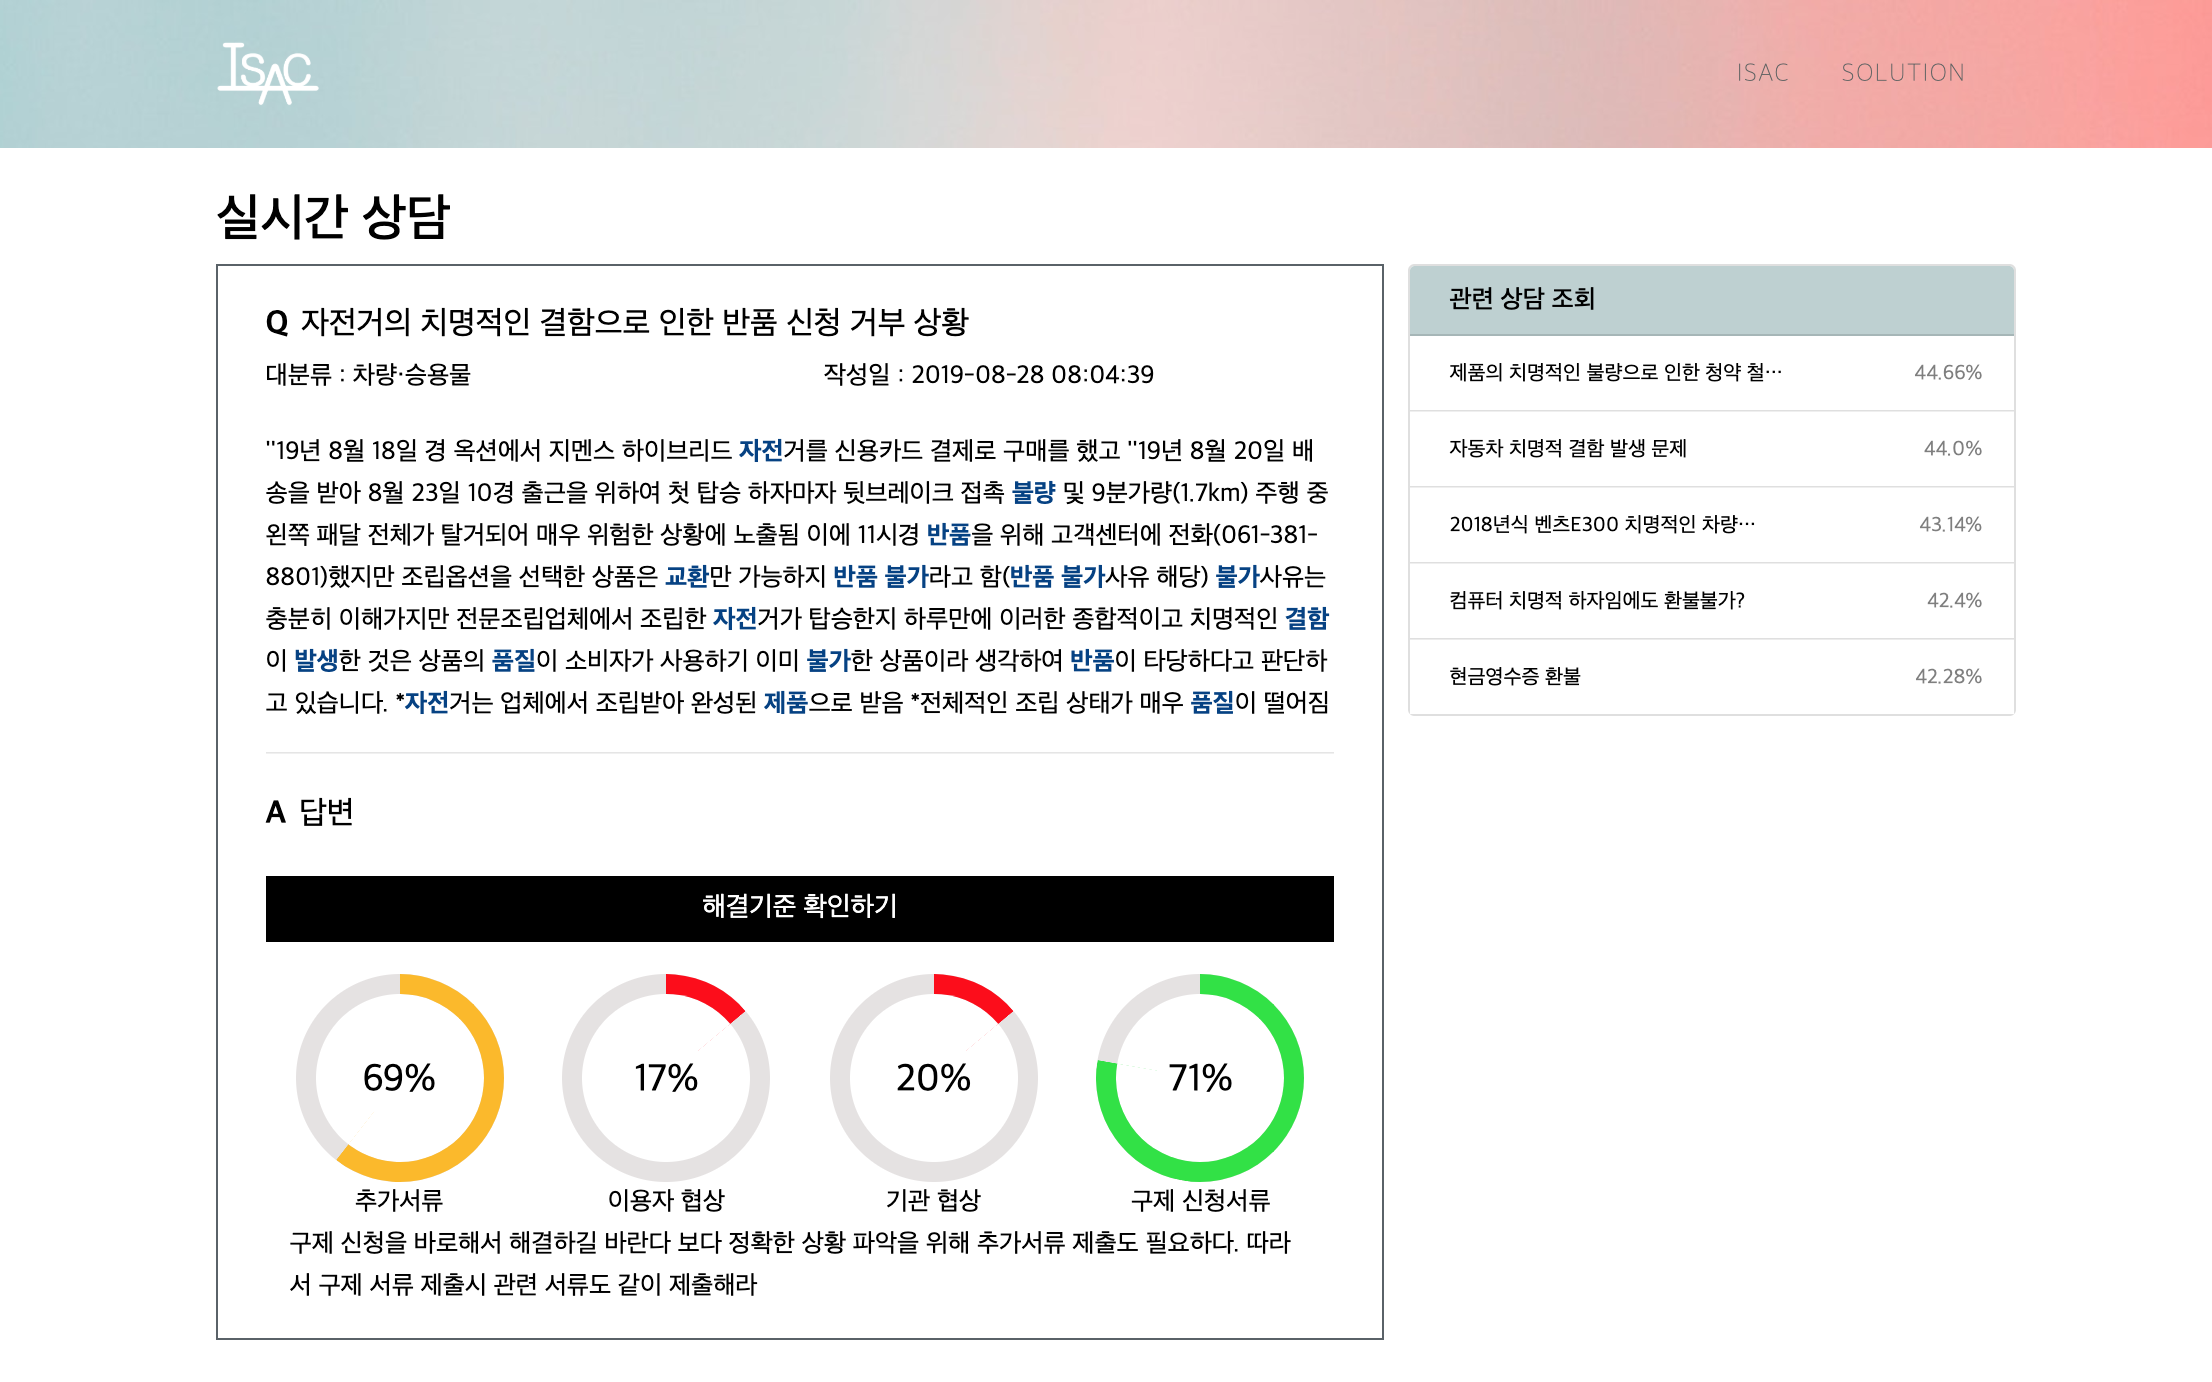 ISAC
ISAC SOLUTION
실시간 상담
Q 자전거의 치명적인 결함으로 인한 반품 신청 거부 상황
대분류 : 차량·승용물 작성일 : 2019-08-28 08:04:39
''19년 8월 18일 경 옥션에서 지멘스 하이브리드 자전거를 신용카드 결제로 구매를 했고 ''19년 8월 20일 배
송을 받아 8월 23일 10경 출근을 위하여 첫 탑승 하자마자 뒷브레이크 접촉 불량 및 9분가량(1.7km) 주행 중
왼쪽 패달 전체가 탈거되어 매우 위험한 상황에 노출됨 이에 11시경 반품을 위해 고객센터에 전화(061-381-
8801)했지만 조립옵션을 선택한 상품은 교환만 가능하지 반품 불가라고 함(반품 불가사유 해당) 불가사유는
충분히 이해가지만 전문조립업체에서 조립한 자전거가 탑승한지 하루만에 이러한 종합적이고 치명적인 결함
이 발생한 것은 상품의 품질이 소비자가 사용하기 이미 불가한 상품이라 생각하여 반품이 타당하다고 판단하
고 있습니다. *자전거는 업체에서 조립받아 완성된 제품으로 받음 *전체적인 조립 상태가 매우 품질이 떨어짐
A 답변
해결기준 확인하기
69% 17% 20% 71%
추가서류 이용자 협상 기관 협상 구제 신청서류
구제 신청을 바로해서 해결하길 바란다 보다 정확한 상황 파악을 위해 추가서류 제출도 필요하다. 따라
서 구제 서류 제출시 관련 서류도 같이 제출해라
관련 상담 조회
제품의 치명적인 불량으로 인한 청약 철… 44.66%
자동차 치명적 결함 발생 문제 44.0%
2018년식 벤츠E300 치명적인 차량… 43.14%
컴퓨터 치명적 하자임에도 환불불가? 42.4%
현금영수증 환불 42.28%